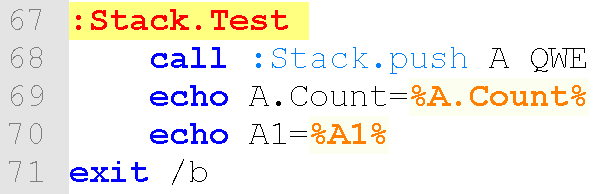 67 :Stack.Test
68 call :Stack.push A QWE
69 echo A.Count=%A.Count%
70 echo A1=%A1%
71 exit /b